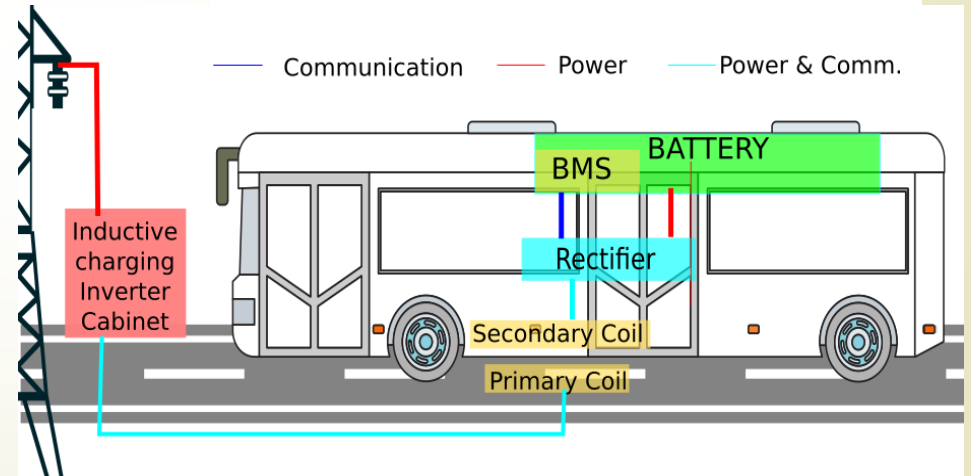 Communication
Power
Power & Comm.
BATTERY
BMS
Inductive
charging
Inverter
Cabinet
Rectifier
Secondary Coil
Primary Coil